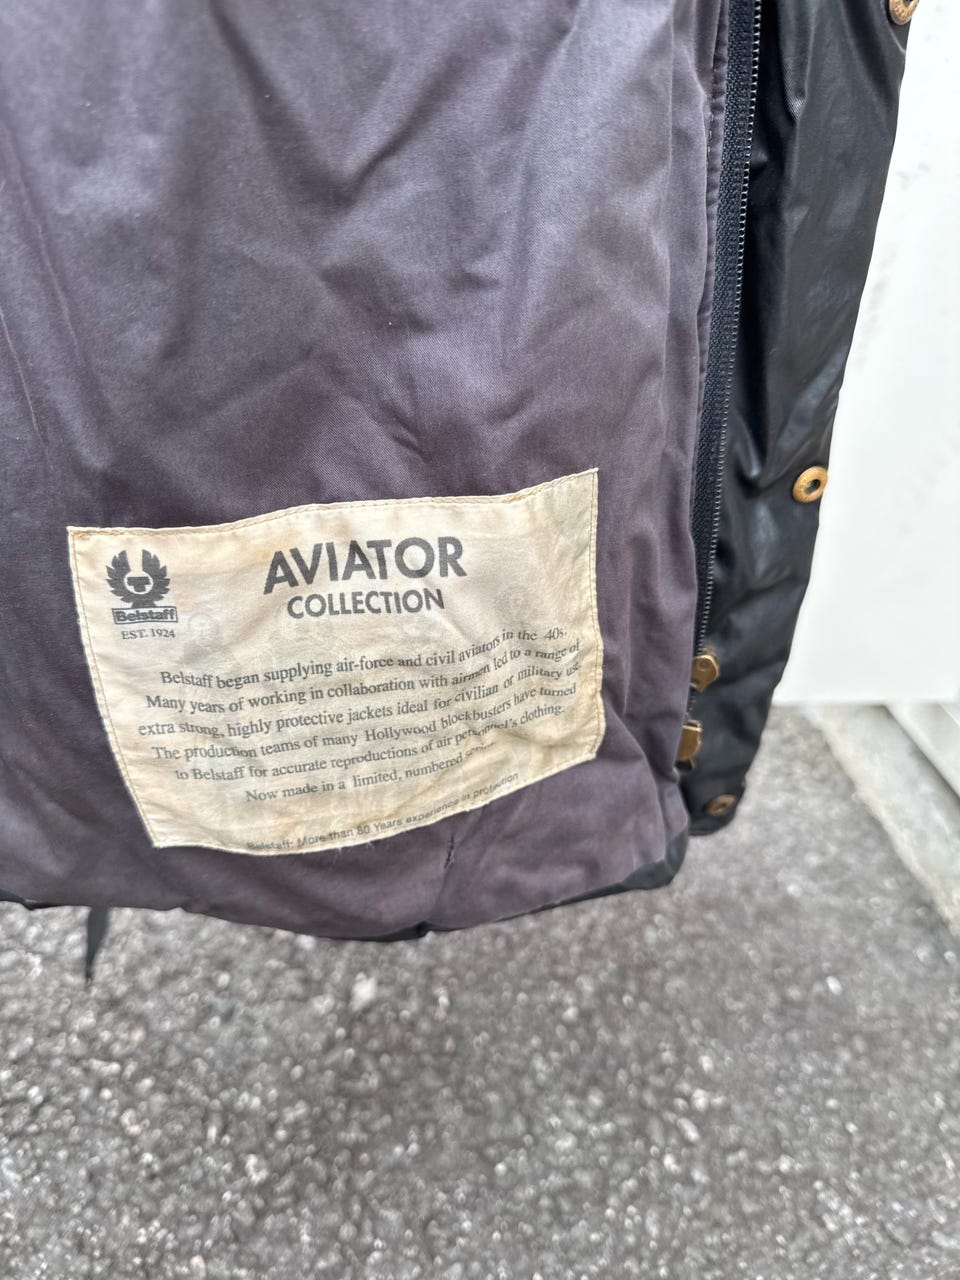 AVIATOR
COLLECTION
Belstaff
EST. 1924
Belstaff began supplying air-force and civil aviators in the 40s.
Many years of working in collaboration with airmen led to a range of
extra strong, highly protective jackets ideal for civilian or military use.
The production teams of many Hollywood blockbusters have turned
to Belstaff for accurate reproductions of air personnel's clothing.
Now made in a limited, numbered
Belstaff: More than 80 Years experience in protection